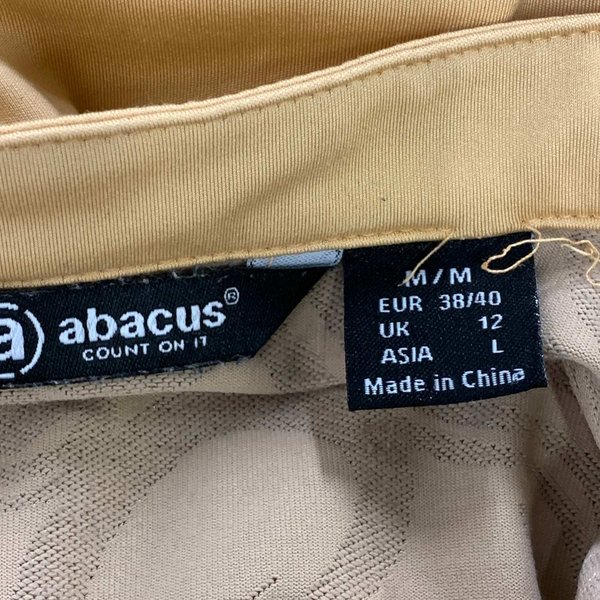 a abacus®
COUNT ON IT
M/M
EUR 38/40
UK 12
ASIA L
Made in China